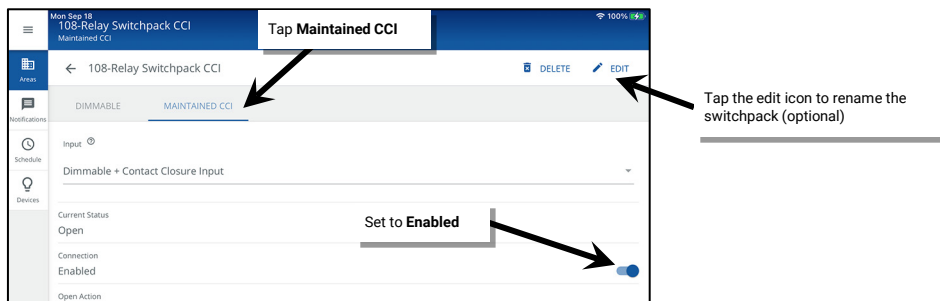 Mon Sep 18
108-Relay Switchpack CCI
Maintained CCI
100%
Tap Maintained CCI
Areas
108-Relay Switchpack CCI
DELETE
EDIT
Notifications
DIMMABLE
MAINTAINED CCI
Tap the edit icon to rename the
switchpack (optional)
Schedule
Input
Dimmable + Contact Closure Input
Devices
Current Status
Open
Set to Enabled
Connection
Enabled
Open Action